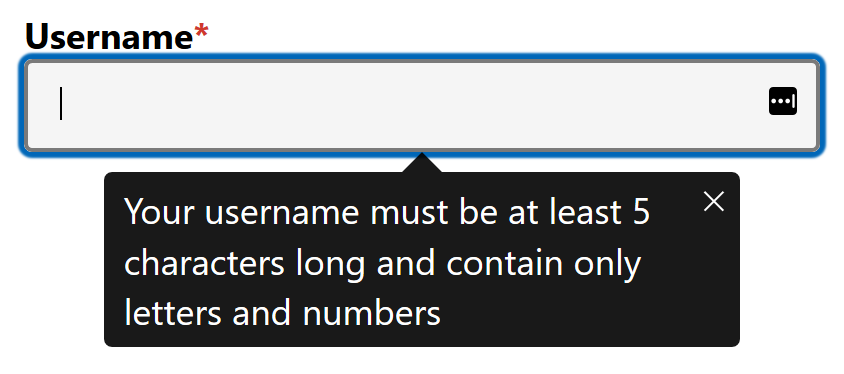 Username*
Your username must be at least 5
characters long and contain only
letters and numbers